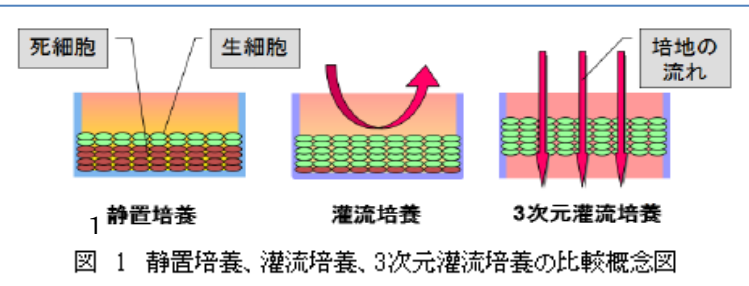 死細胞
生細胞
培地の
流れ
静置培養
灌流培養
3次元灌流培養
1
図 1 静置培養、灌流培養、3次元灌流培養の比較概念図